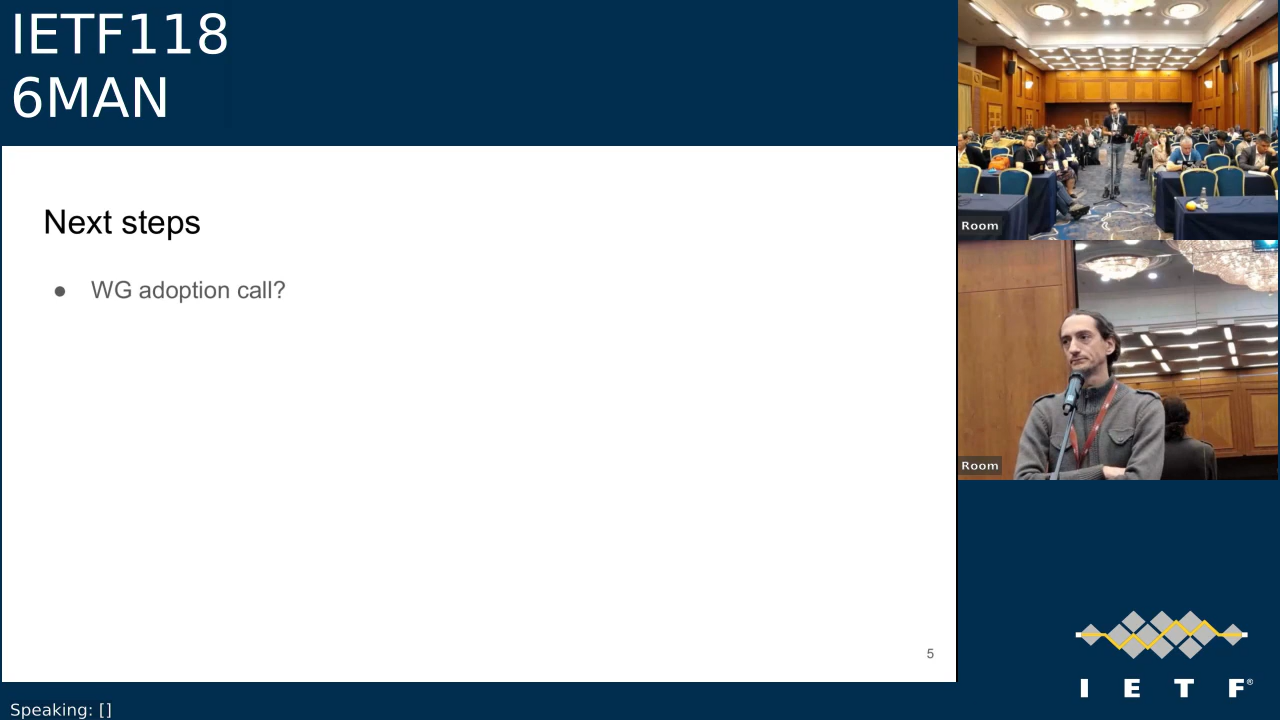 IETF118
6MAN
Next steps
● WG adoption call?
5
Room
Room
I E T F®
Speaking: []